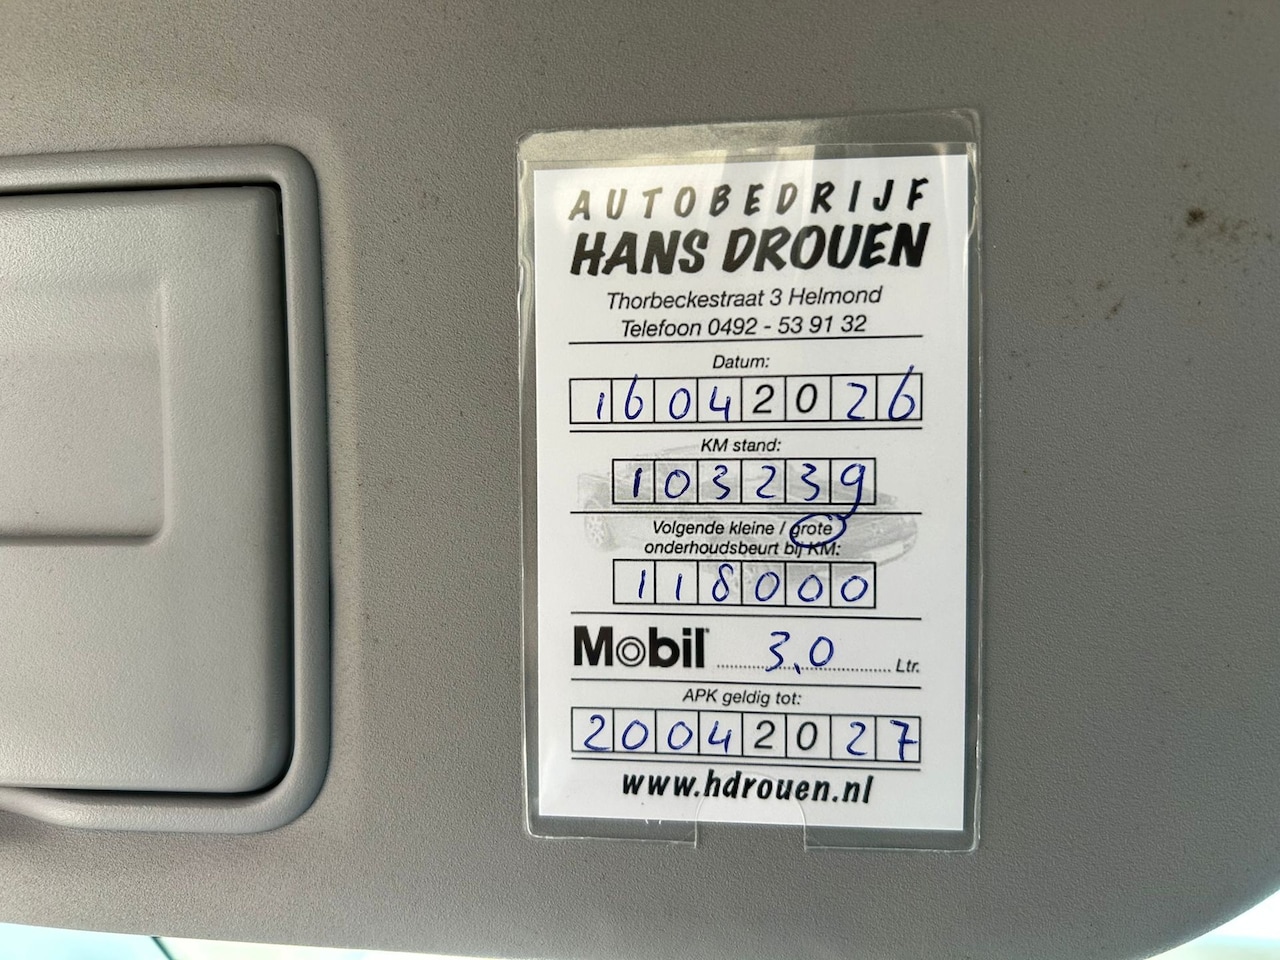 AUTOBEDRIJF
HANS DROUEN
Thorbeckestraat 3 Helmond
Telefoon 0492 - 53 91 32
Datum:
16042026
KM stand:
103239
Volgende kleine / grote
onderhoudsbeurt bij KM:
118000
Mobil 3,0 Ltr.
APK geldig tot:
20042027
www.hdrouen.nl